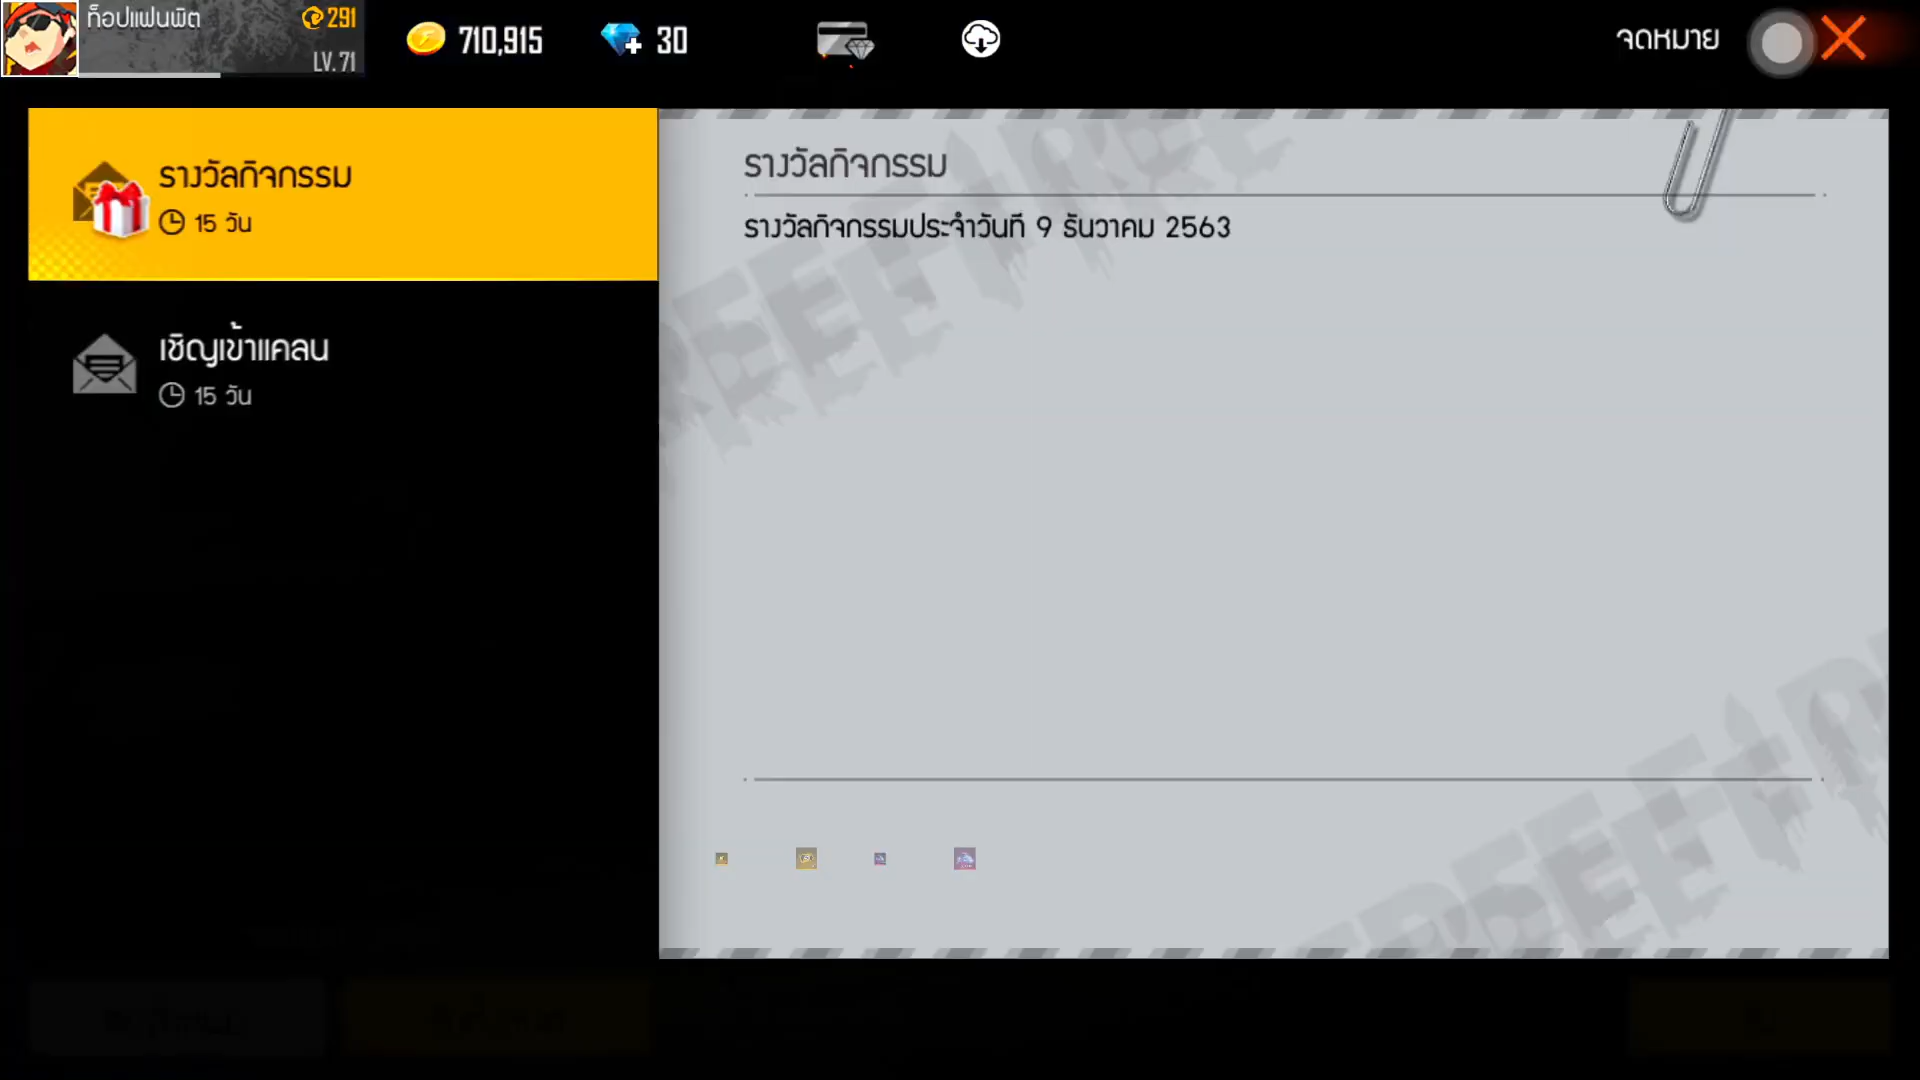 ท็อปแฟนพิต
291
LV. 71
710,915
30
จดหมาย
รางวัลกิจกรรม
15 วัน
เชิญเข้าแคลน
15 วัน
รางวัลกิจกรรม
รางวัลกิจกรรมประจำวันที่ 9 ธันวาคม 2563
FREEFIRE
FREEFIRE